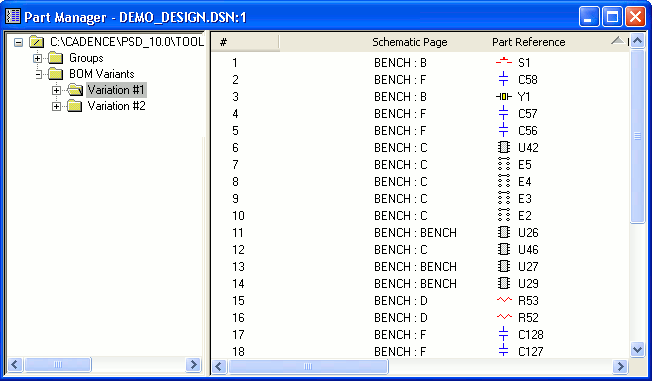 Part Manager - DEMO_DESIGN.DSN:1
C:\CADENCE\PSD_10.0\TOOL
Groups
BOM Variants
Variation #1
Variation #2
# Schematic Page Part Reference
1 BENCH : B S1
2 BENCH : F C58
3 BENCH : B Y1
4 BENCH : F C57
5 BENCH : F C56
6 BENCH : C U42
7 BENCH : C E5
8 BENCH : C E4
9 BENCH : C E3
10 BENCH : C E2
11 BENCH : BENCH U26
12 BENCH : C U46
13 BENCH : BENCH U27
14 BENCH : BENCH U29
15 BENCH : D R53
16 BENCH : D R52
17 BENCH : F C128
18 BENCH : F C127